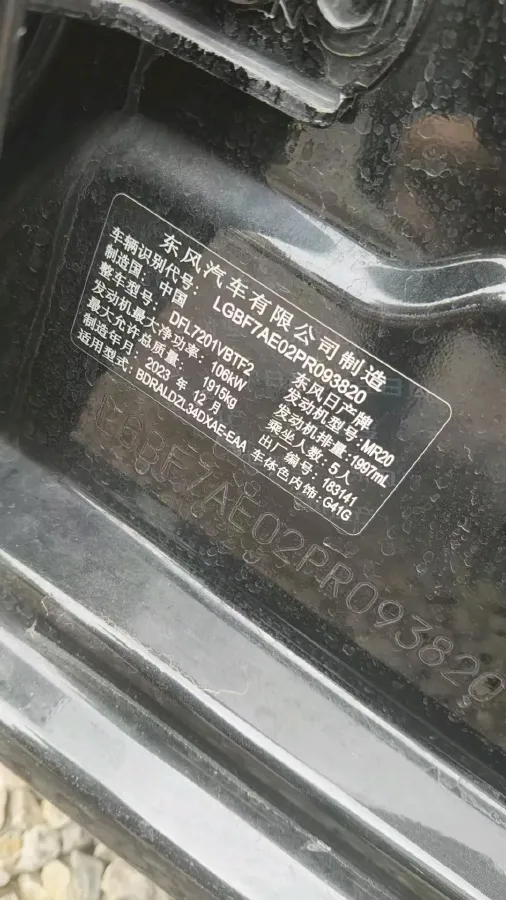 东风汽车有限公司制造
车辆识别代号: LGBF7AE02PR093820
制造国: 中国 东风日产牌
整车型号: DFL7201VBTF2 发动机型号: MR20
发动机最大净功率: 106kW 发动机排量: 1997mL
最大允许总质量: 1915kg 乘坐人数: 5人
制造年月: 2023 年 12 月 出厂编号: 183141
适用型式: BDRALDZL34DXAE-EAA 车体色内饰: G41G
LGBF7AE02PR093820